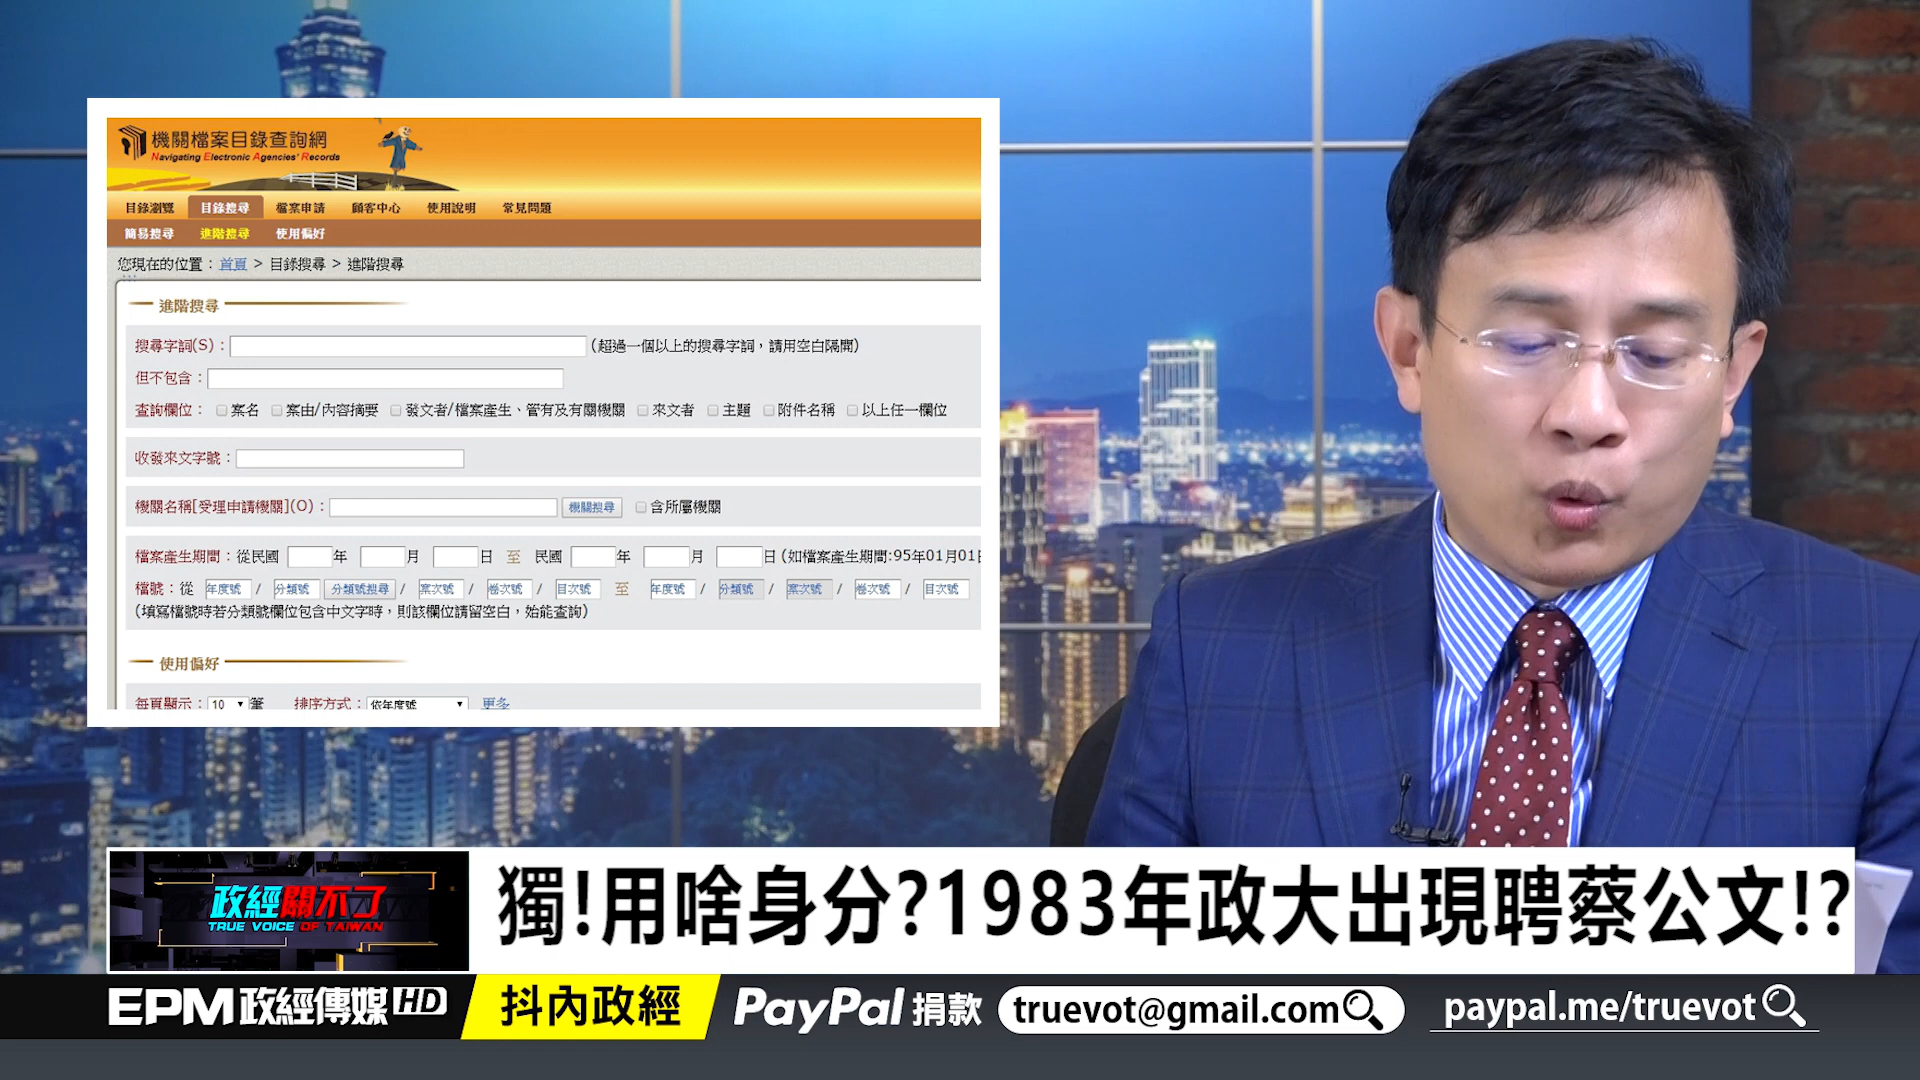 機關檔案目錄查詢網
Navigating Electronic Agencies' Records
目錄瀏覽 目錄搜尋 檔案申請 顧客中心 使用說明 常見問題
簡易搜尋 進階搜尋 使用偏好
您現在的位置：首頁 > 目錄搜尋 > 進階搜尋
進階搜尋
搜尋字詞(S)：(超過一個以上的搜尋字詞，請用空白隔開)
但不包含：
查詢欄位： 案名 案由/內容摘要 發文者/檔案產生、管有及有關機關 來文者 主題 附件名稱 以上任一欄位
收發來文字號：
機關名稱[受理申請機關](O)： 機關搜尋 含所屬機關
檔案產生期間：從民國 年 月 日 至 民國 年 月 日(如檔案產生期間:95年01月01日
檔號：從 年度號 / 分類號 分類號搜尋 / 案次號 / 卷次號 / 目次號 至 年度號 / 分類號 / 案次號 / 卷次號 / 目次號
(填寫檔號時若分類號欄位包含中文字時，則該欄位請留空白，始能查詢)
使用偏好
每頁顯示：10 筆 排序方式：依年度號 更多
政經關不了
TRUE VOICE OF TAIWAN
獨!用啥身分?1983年政大出現聘蔡公文!?
EPM政經傳媒HD 抖內政經 PayPal 捐款 truevot@gmail.com paypal.me/truevot